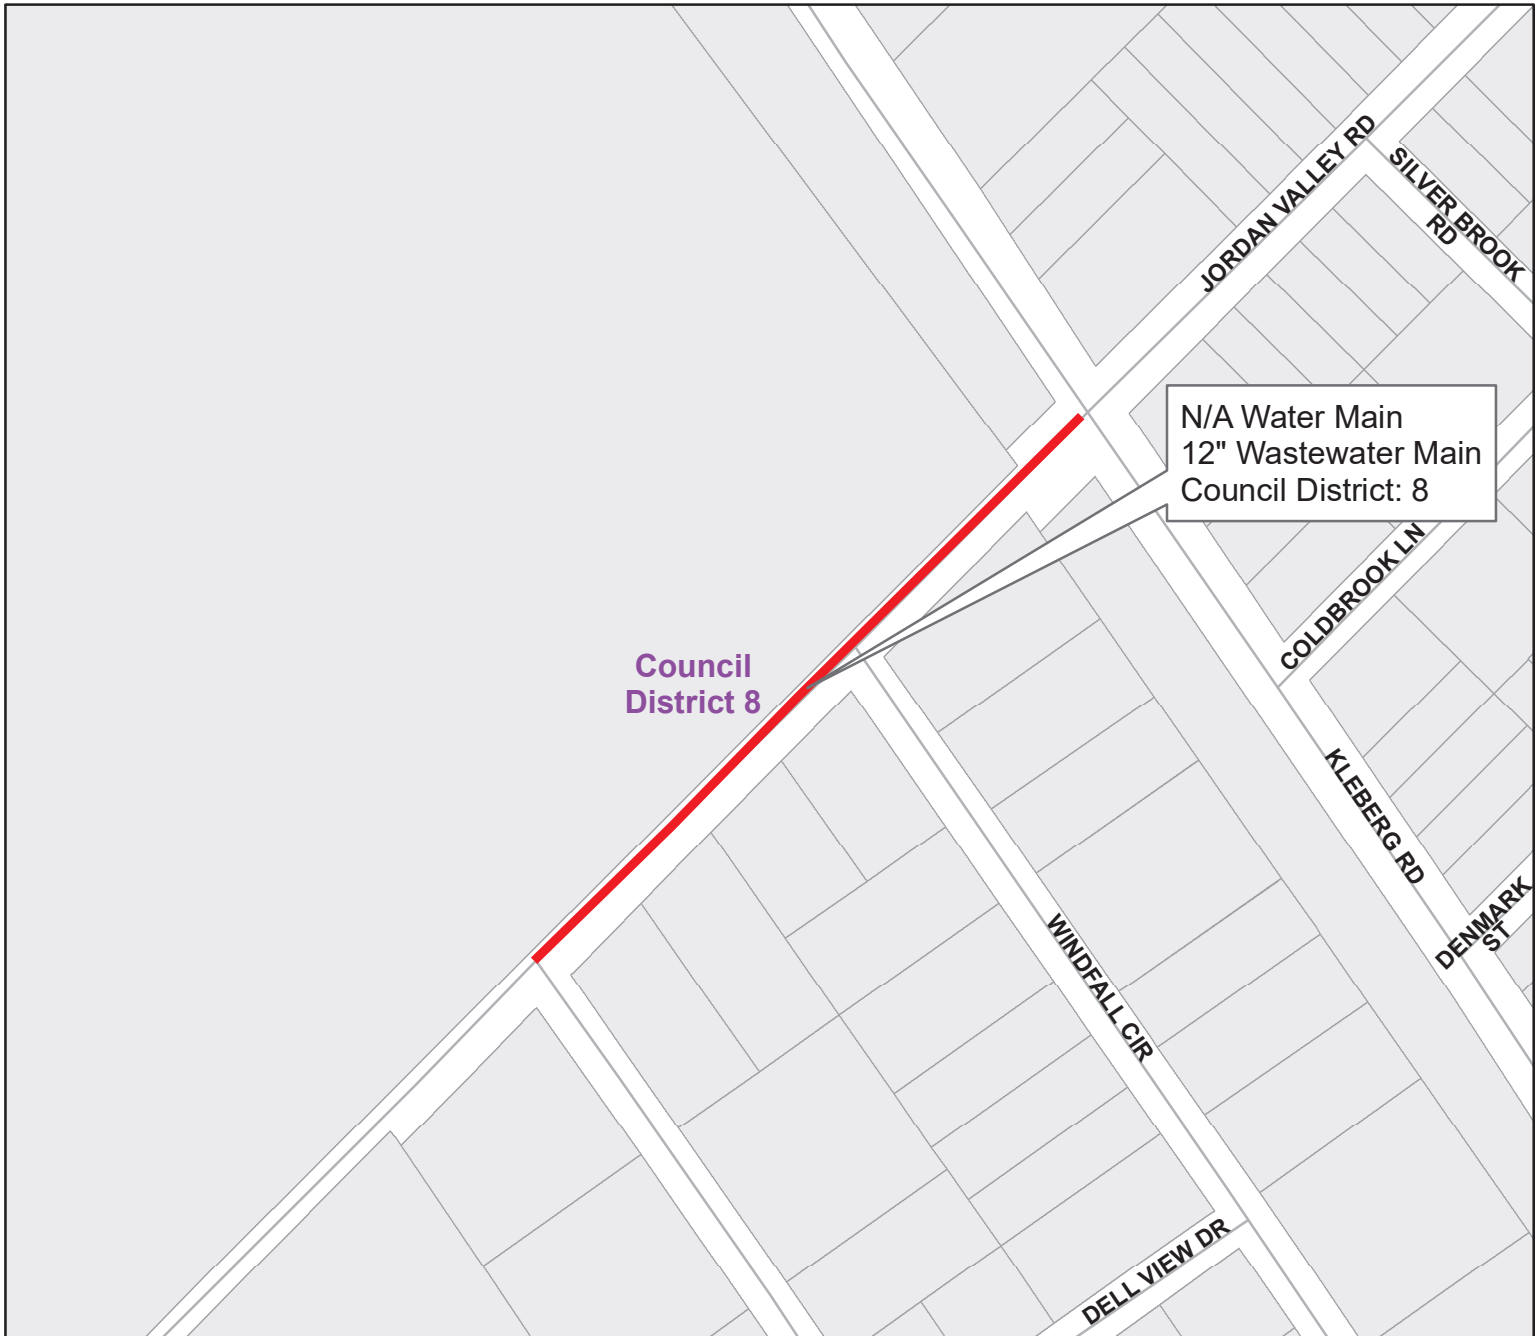 JORDAN VALLEY RD
SILVER BROOK
RD
N/A Water Main
12" Wastewater Main
Council District: 8
COLDBROOK LN
Council
District 8
KLEBERG RD
DENMARK
ST
WINDFALL CIR
DELL VIEW DR